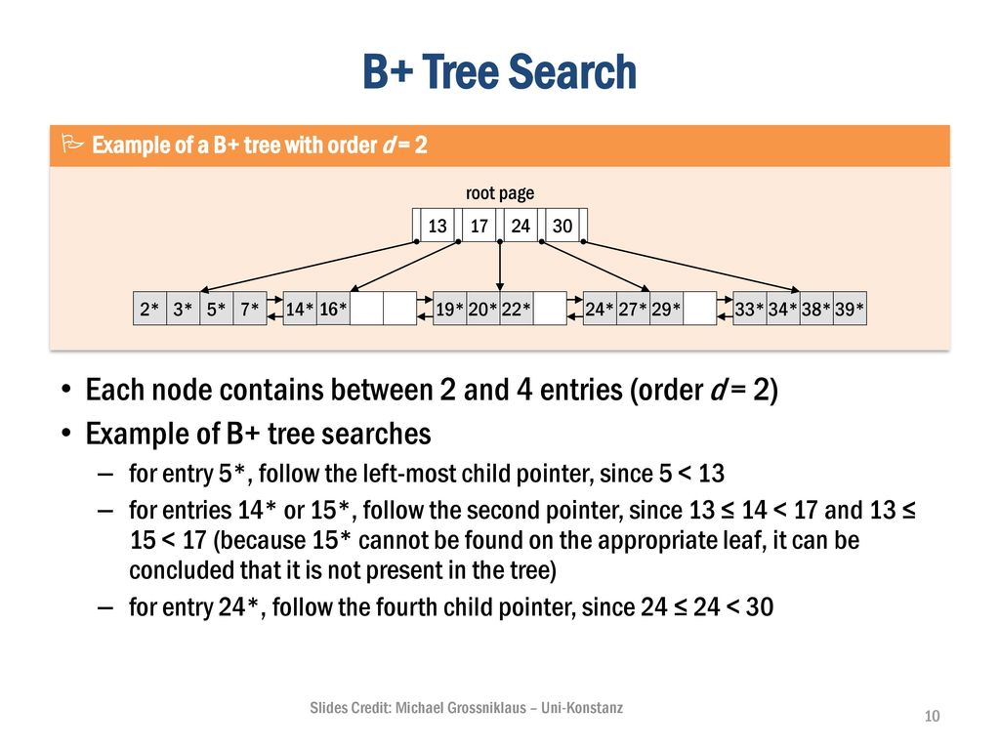 B+ Tree Search
Example of a B+ tree with order d = 2
root page
13 17 24 30
2* 3* 5* 7* 14* 16* 19* 20* 22* 24* 27* 29* 33* 34* 38* 39*
• Each node contains between 2 and 4 entries (order d = 2)
• Example of B+ tree searches
– for entry 5*, follow the left-most child pointer, since 5 < 13
– for entries 14* or 15*, follow the second pointer, since 13 ≤ 14 < 17 and 13 ≤
15 < 17 (because 15* cannot be found on the appropriate leaf, it can be
concluded that it is not present in the tree)
– for entry 24*, follow the fourth child pointer, since 24 ≤ 24 < 30
Slides Credit: Michael Grossniklaus – Uni-Konstanz
10